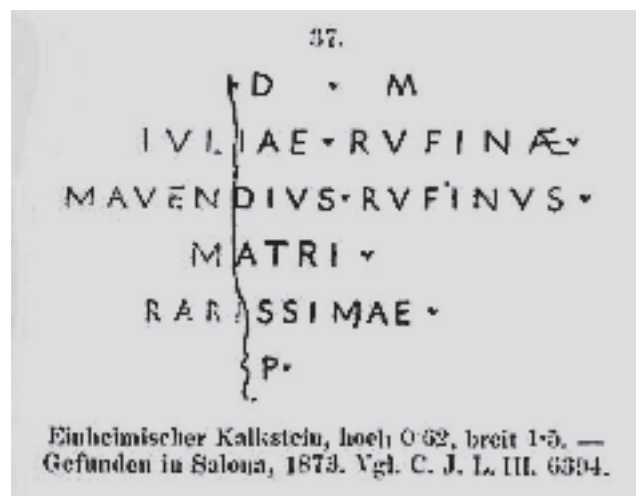 37.
D · M
IVLIAE · RVFINÆ ·
MAVENDIVS · RVFINVS ·
MATRI ·
RARISSIMAE ·
P ·
Einheimischer Kalkstein, hoch 0·62, breit 1·5. —
Gefunden in Salona, 1873. Vgl. C. J. L. III. 6394.